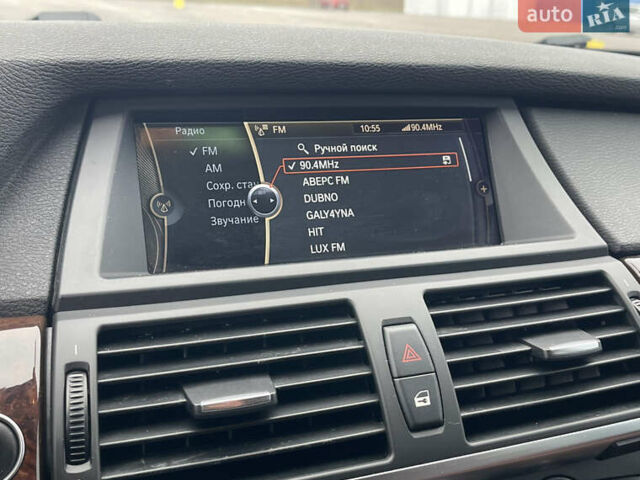 auto RIA
Радио
FM
10:55
90.4MHz
FM
AM
Сохр. ста
Погодн
Звучание
Ручной поиск
90.4MHz
АВЕРС FM
DUBNO
GALY4YNA
HIT
LUX FM